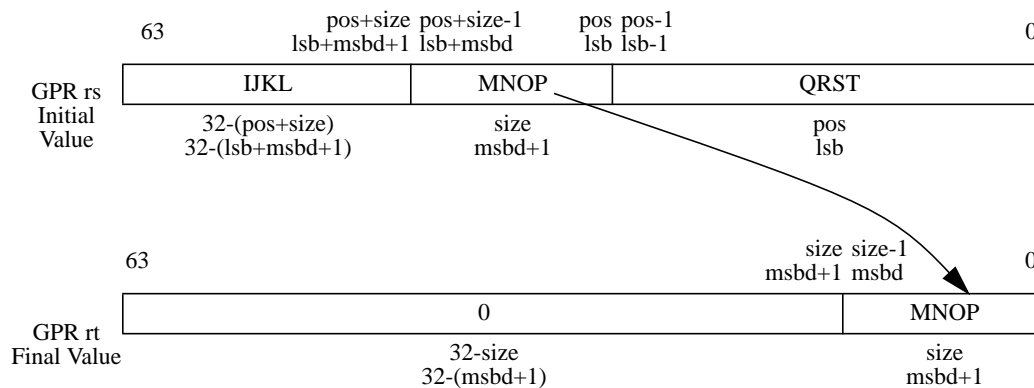 63 pos+size pos+size-1 pos pos-1 0
lsb+msbd+1 lsb+msbd lsb lsb-1
GPR rs
Initial
Value
IJKL MNOP QRST
32-(pos+size) size pos
32-(lsb+msbd+1) msbd+1 lsb
63 size size-1 0
msbd+1 msbd
GPR rt
Final Value
0 MNOP
32-size size
32-(msbd+1) msbd+1